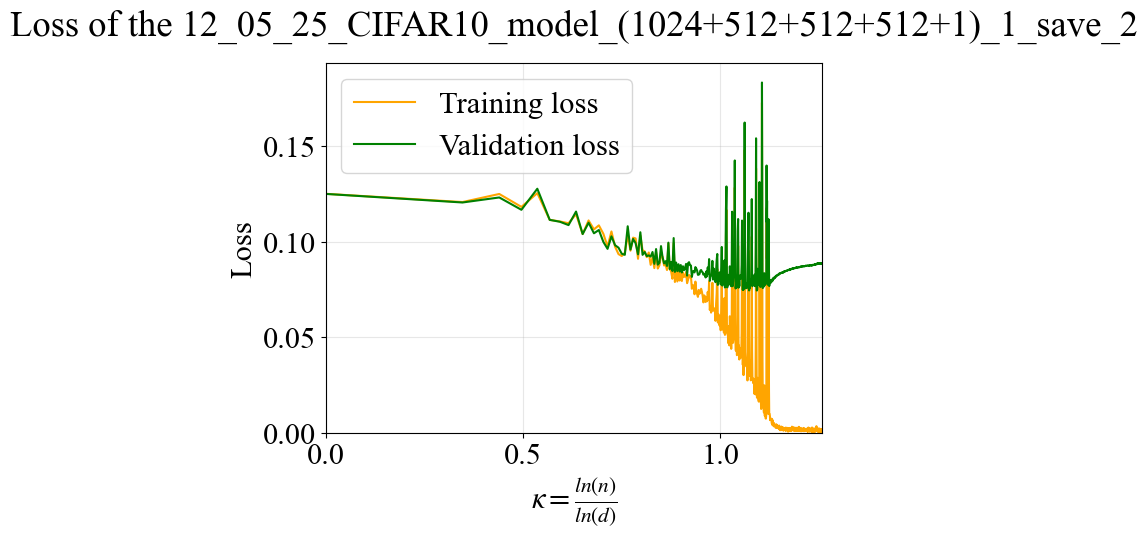 Loss of the 12_05_25_CIFAR10_model_(1024+512+512+512+1)_1_save_2
Training loss
Validation loss
Loss
0.15
0.10
0.05
0.00
0.0 0.5 1.0
κ = ln(n)/ln(d)